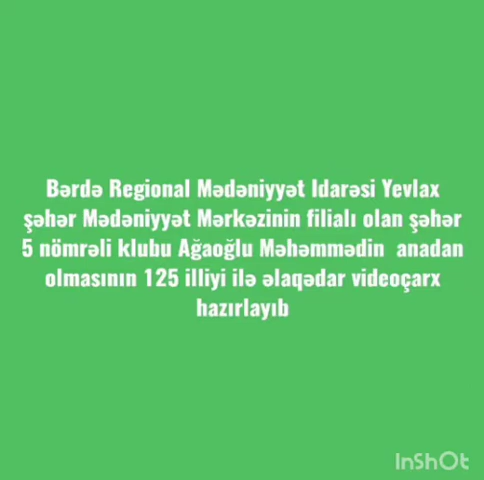 Bərdə Regional Mədəniyyət Idarəsi Yevlax
şəhər Mədəniyyət Mərkəzinin filialı olan şəhər
5 nömrəli klubu Ağaoğlu Məhəmmədin anadan
olmasının 125 illiyi ilə əlaqədar videoçarx
hazırlayıb
InShOt